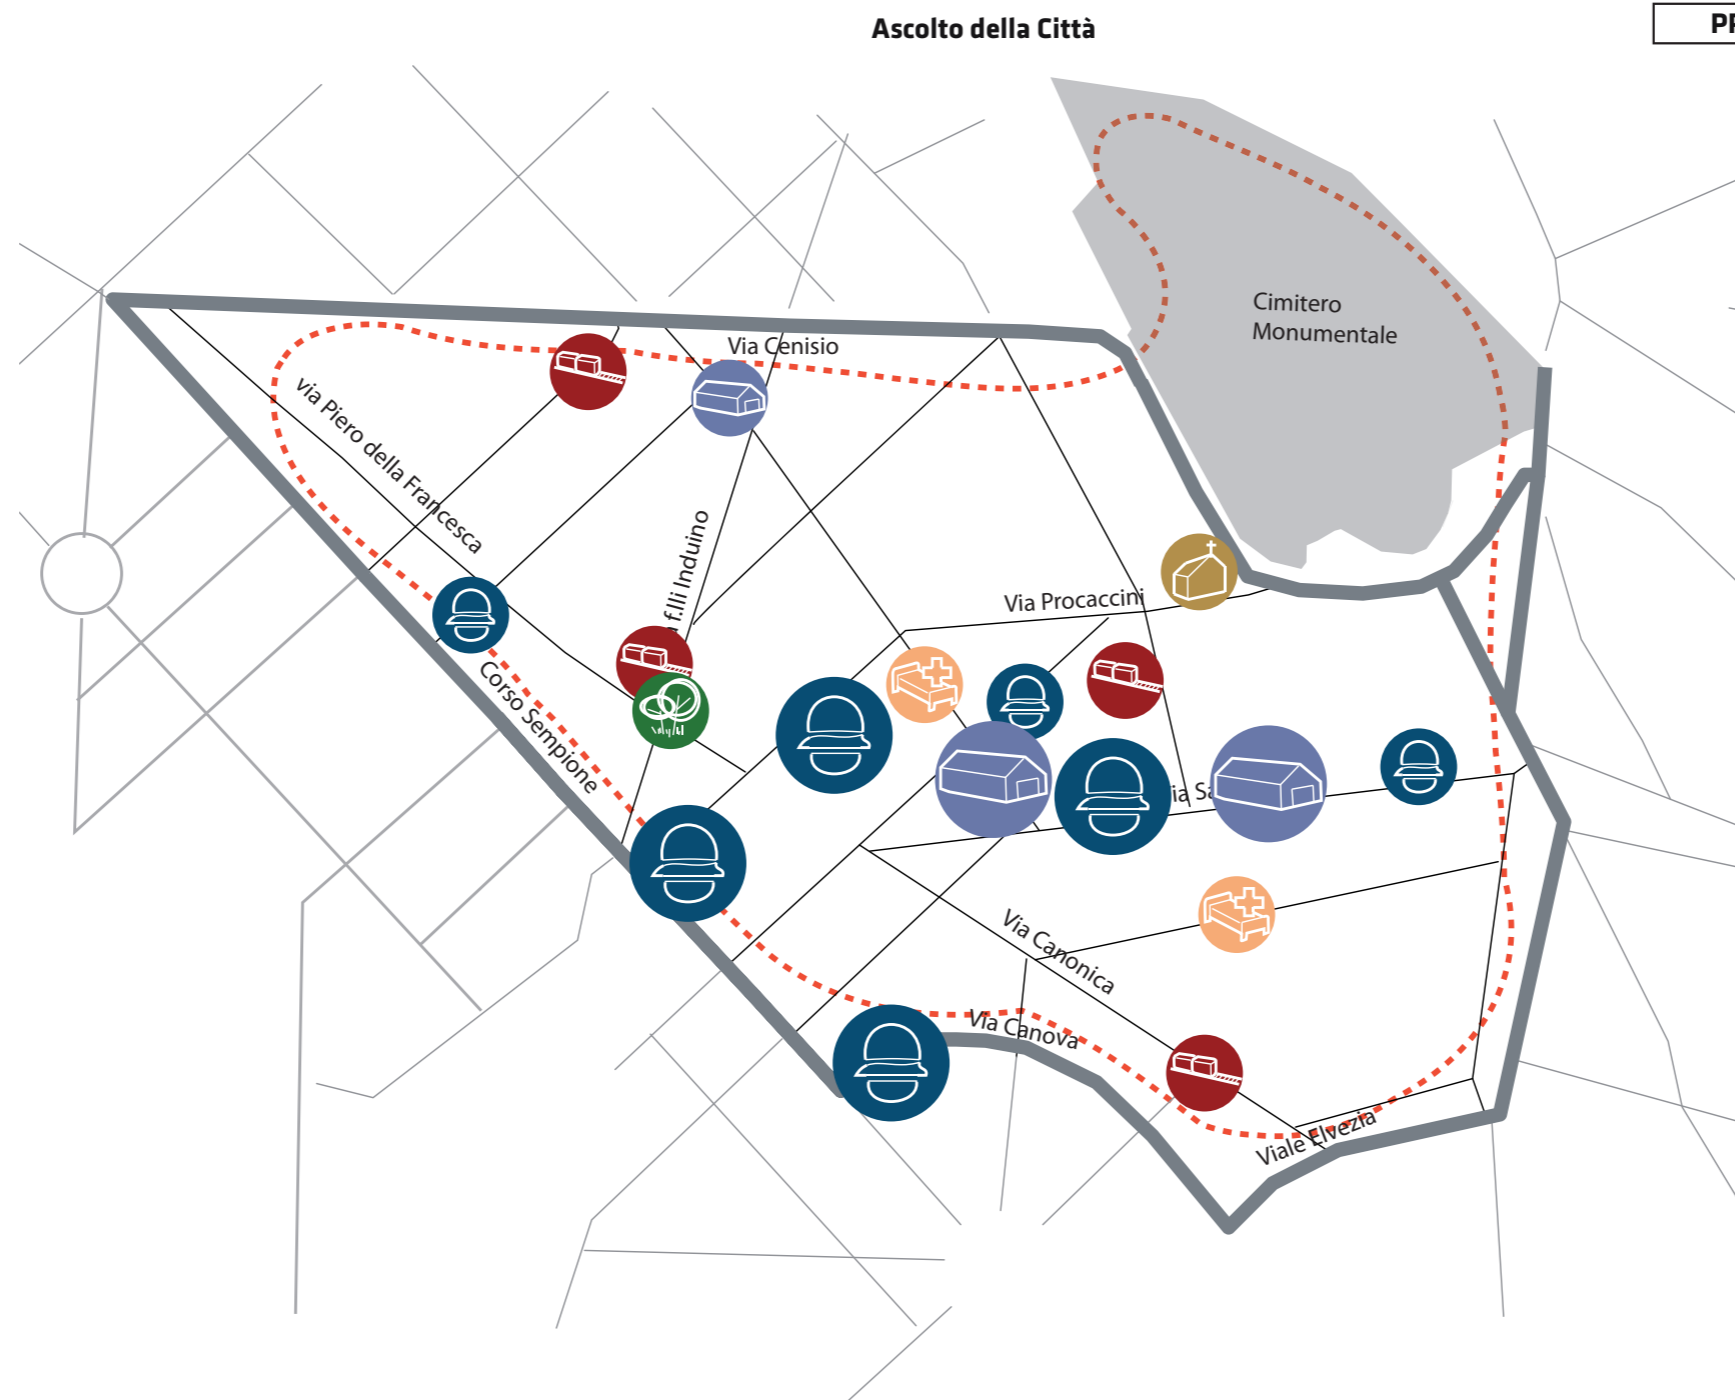 Ascolto della Città
Cimitero
Monumentale
Via Cenisio
via Piero della Francesca
f.lli Induino
Via Procaccini
Corso Sempione
Via Canonica
Via Canova
Viale Elvezia